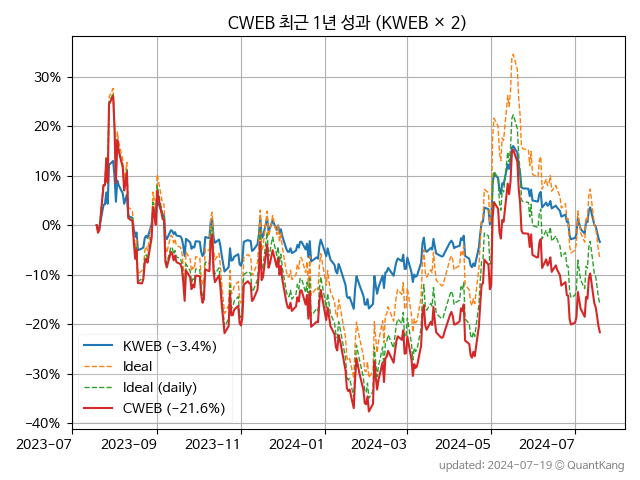 CWEB 최근 1년 성과 (KWEB × 2)
30%
20%
10%
0%
−10%
−20%
−30%
−40%
KWEB (−3.4%)
Ideal
Ideal (daily)
CWEB (−21.6%)
2023-07
2023-09
2023-11
2024-01
2024-03
2024-05
2024-07
updated: 2024-07-19 © QuantKang